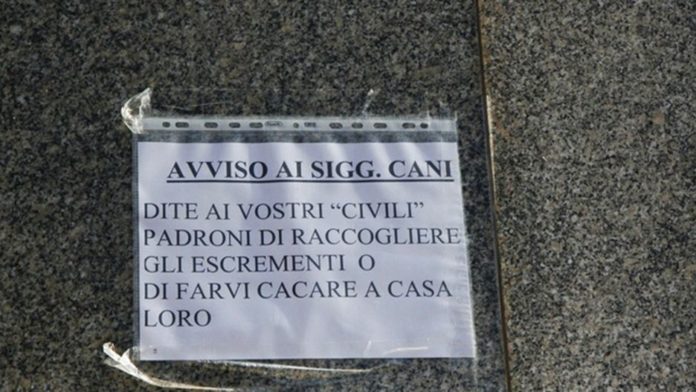 AVVISO AI SIGG. CANI
DITE AI VOSTRI “CIVILI”
PADRONI DI RACCOGLIERE
GLI ESCREMENTI O
DI FARVI CACARE A CASA
LORO